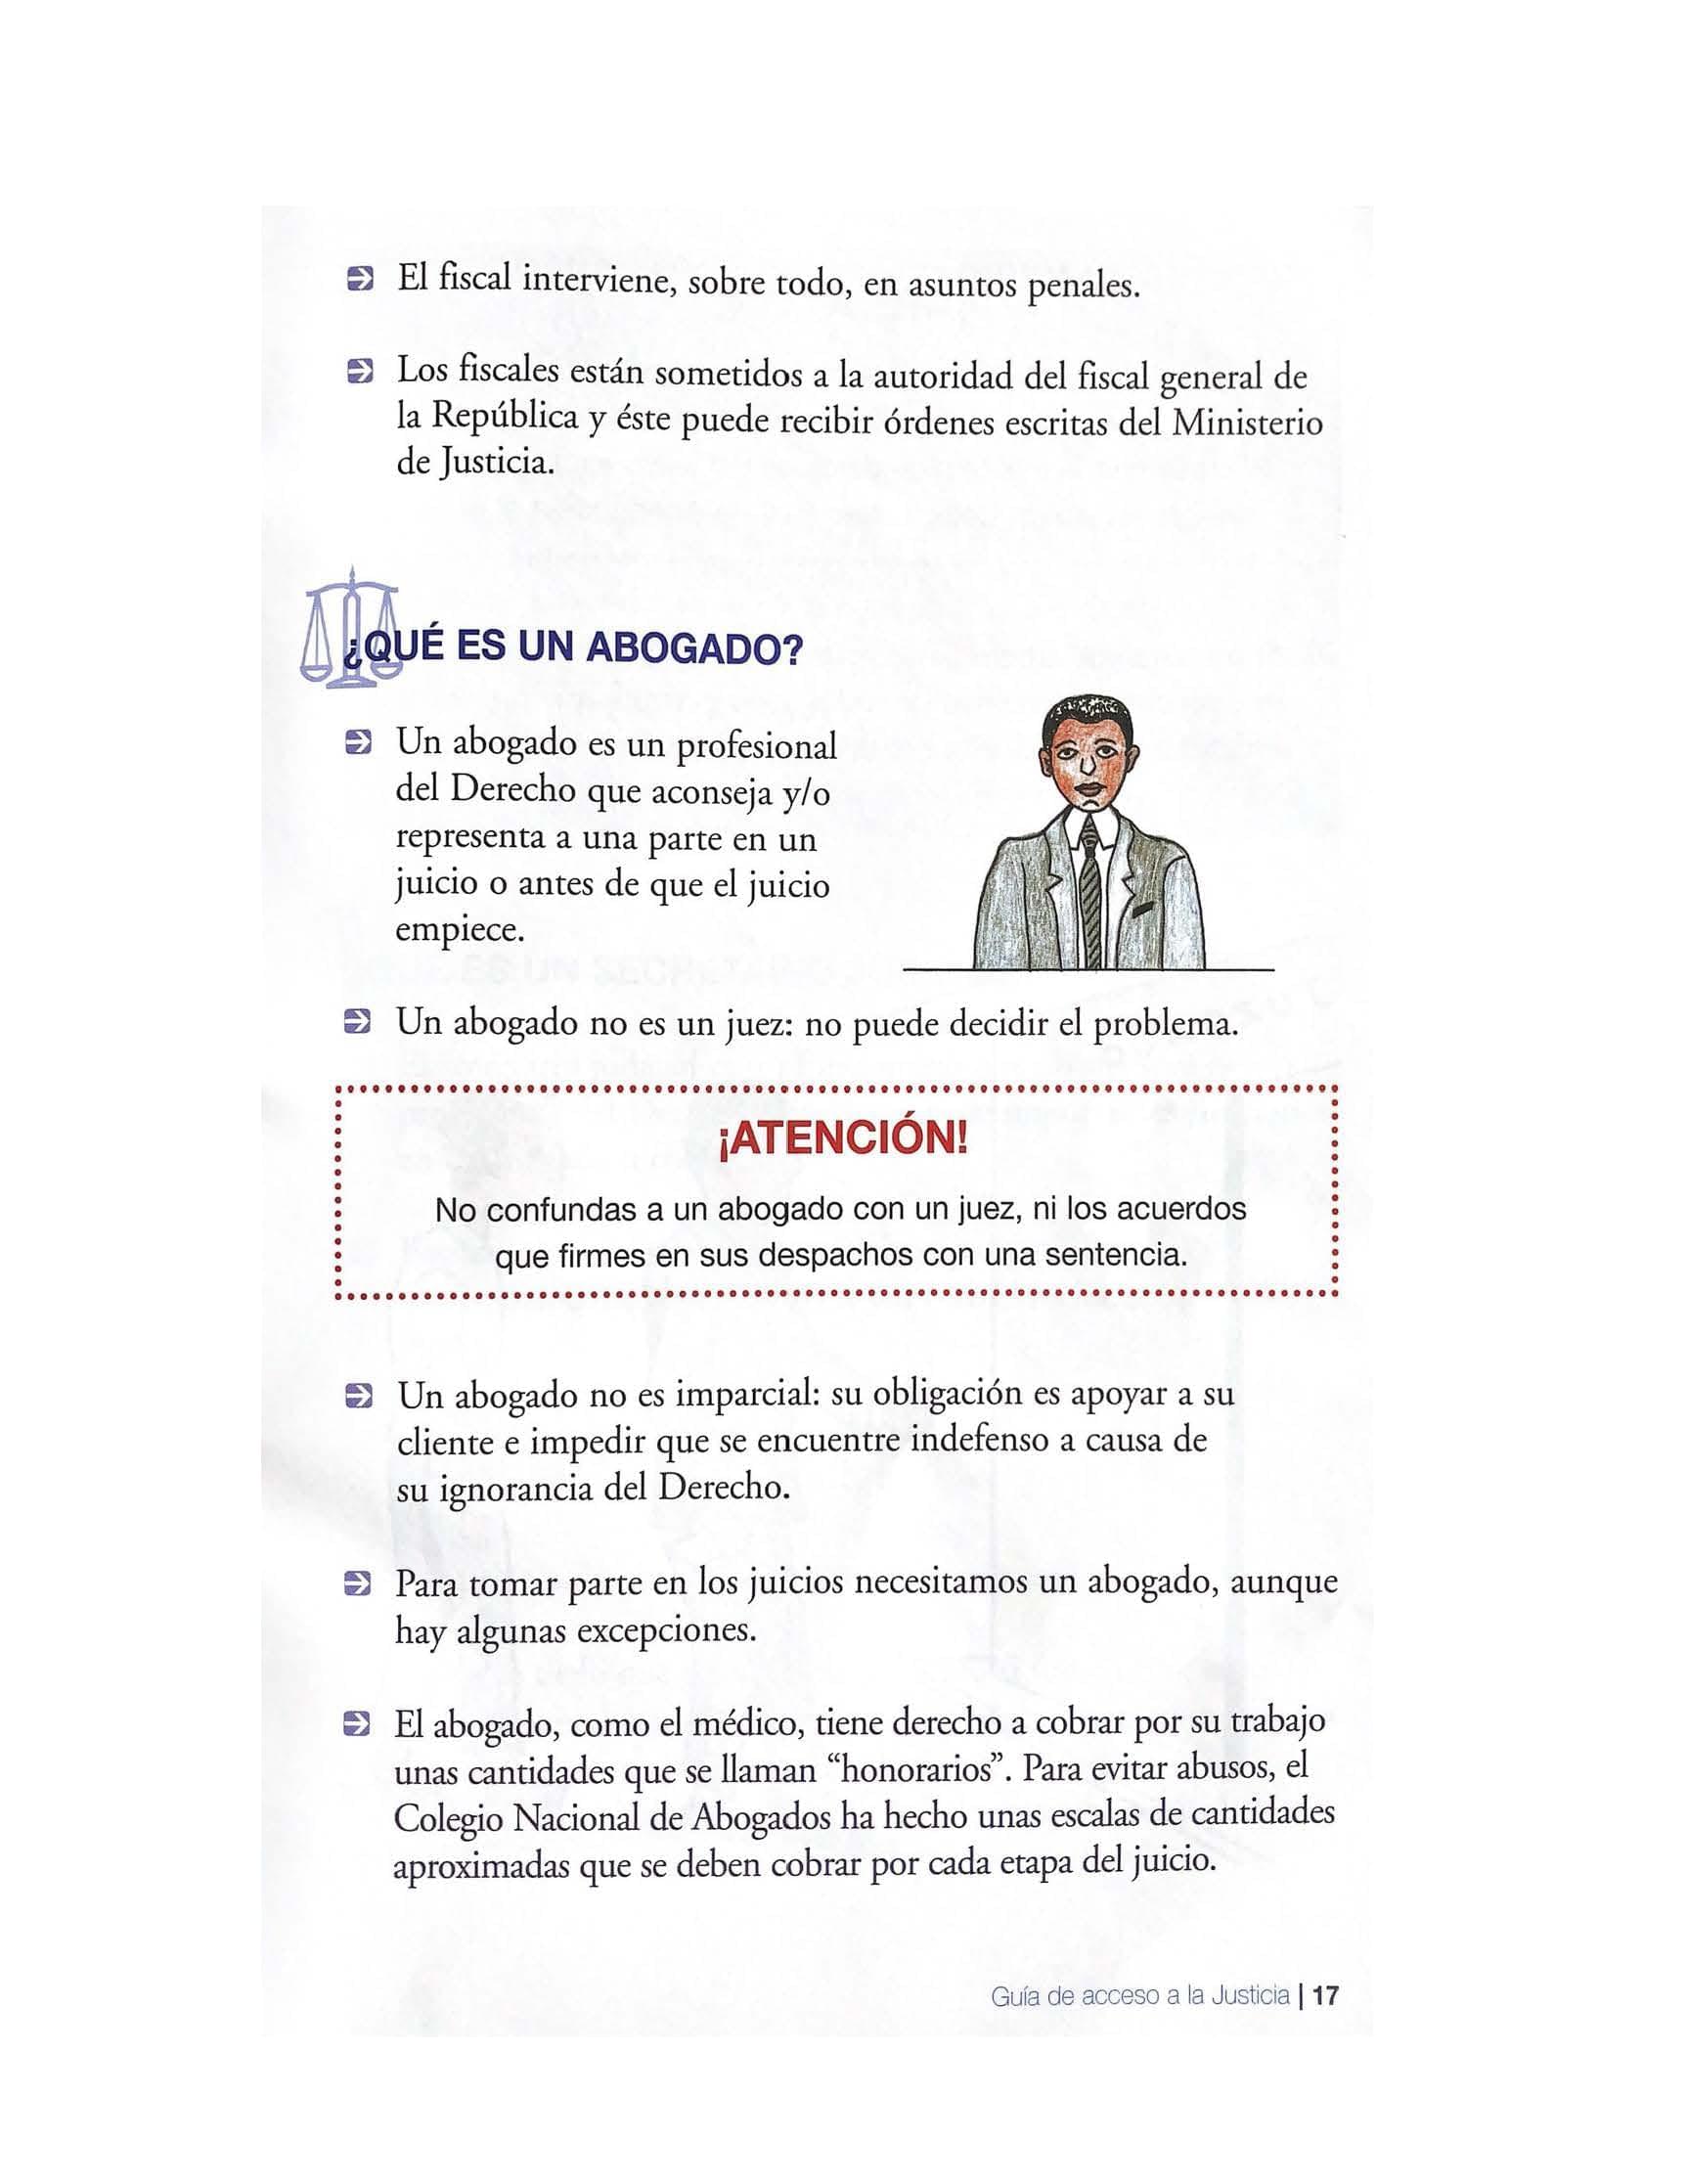 El fiscal interviene, sobre todo, en asuntos penales.
Los fiscales están sometidos a la autoridad del fiscal general de
la República y éste puede recibir órdenes escritas del Ministerio
de Justicia.
¿QUÉ ES UN ABOGADO?
Un abogado es un profesional
del Derecho que aconseja y/o
representa a una parte en un
juicio o antes de que el juicio
empiece.
Un abogado no es un juez: no puede decidir el problema.
¡ATENCIÓN!
No confundas a un abogado con un juez, ni los acuerdos
que firmes en sus despachos con una sentencia.
Un abogado no es imparcial: su obligación es apoyar a su
cliente e impedir que se encuentre indefenso a causa de
su ignorancia del Derecho.
Para tomar parte en los juicios necesitamos un abogado, aunque
hay algunas excepciones.
El abogado, como el médico, tiene derecho a cobrar por su trabajo
unas cantidades que se llaman “honorarios”. Para evitar abusos, el
Colegio Nacional de Abogados ha hecho unas escalas de cantidades
aproximadas que se deben cobrar por cada etapa del juicio.
Guía de acceso a la Justicia | 17